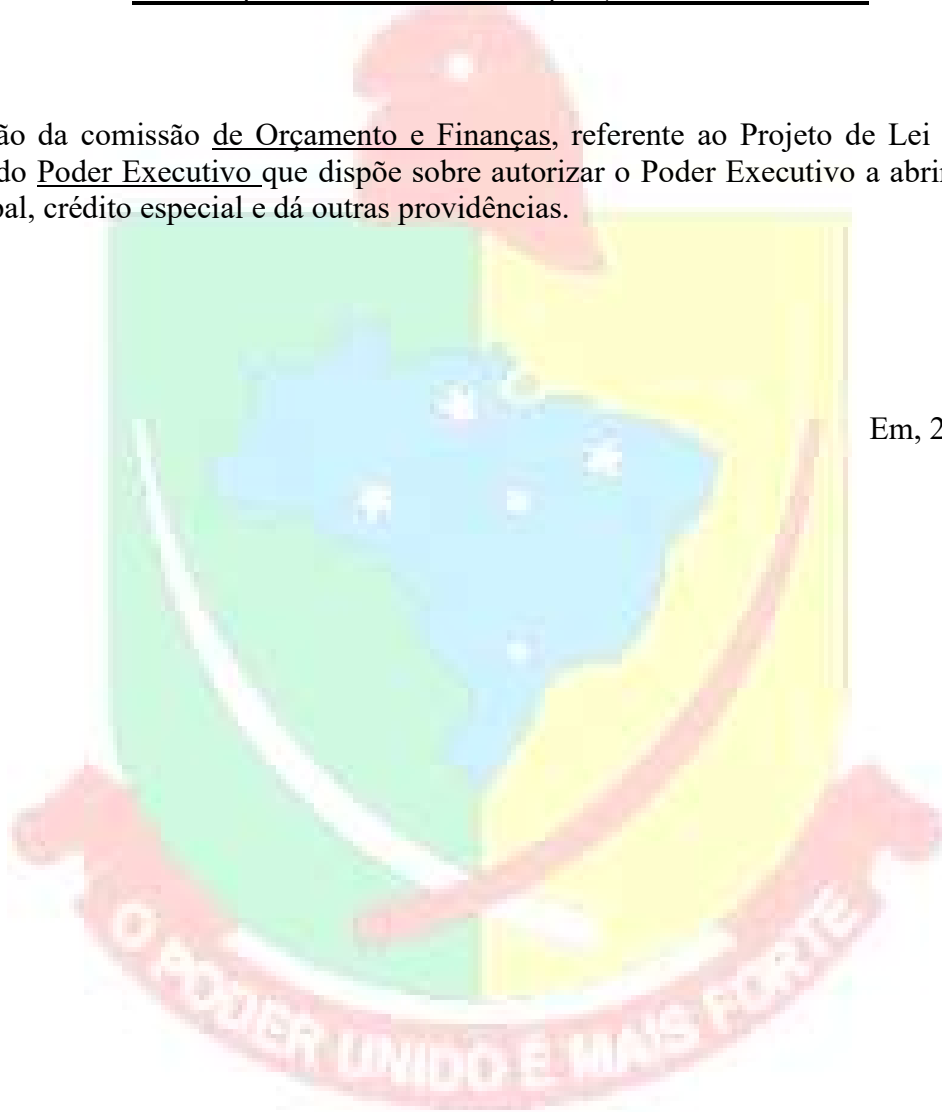 ão da comissão de Orçamento e Finanças, referente ao Projeto de Lei
do Poder Executivo que dispõe sobre autorizar o Poder Executivo a abrir
pal, crédito especial e dá outras providências.
Em, 2
O PODER UNIDO É MAIS FORTE